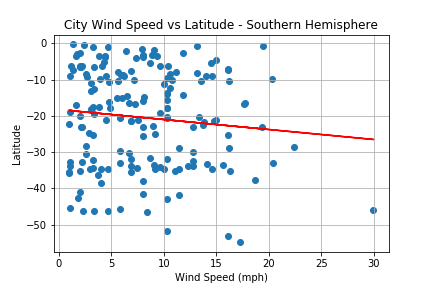 City Wind Speed vs Latitude - Southern Hemisphere
0
−10
−20
−30
−40
−50
Latitude
0 5 10 15 20 25 30
Wind Speed (mph)